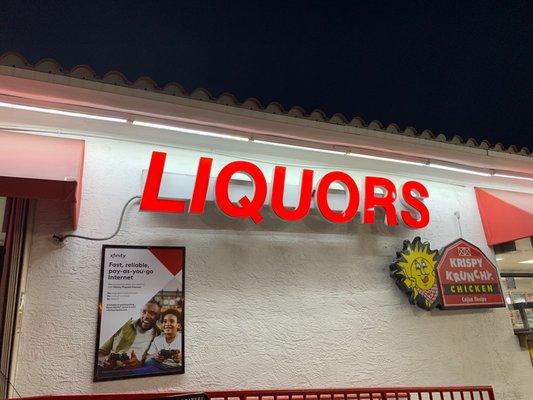 LIQUORS
xfinity
Fast, reliable,
pay-as-you-go
Internet
KRISPY
KRUNCHY
CHICKEN
Cajun Recipe